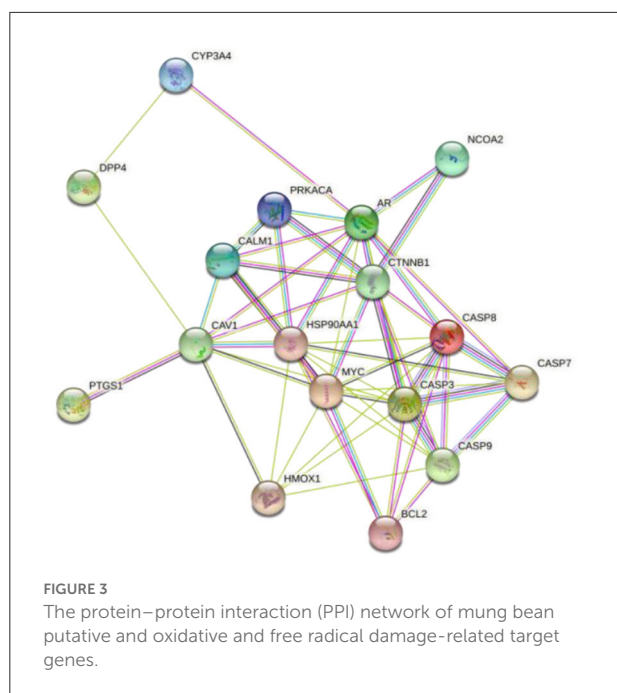 CYP3A4
NCOA2
DPP4
PRKACA
AR
CALM1
CTNNB1
CASP8
CAV1
HSP90AA1
CASP7
MYC
CASP3
PTGS1
CASP9
HMOX1
BCL2
FIGURE 3
The protein–protein interaction (PPI) network of mung bean
putative and oxidative and free radical damage-related target
genes.